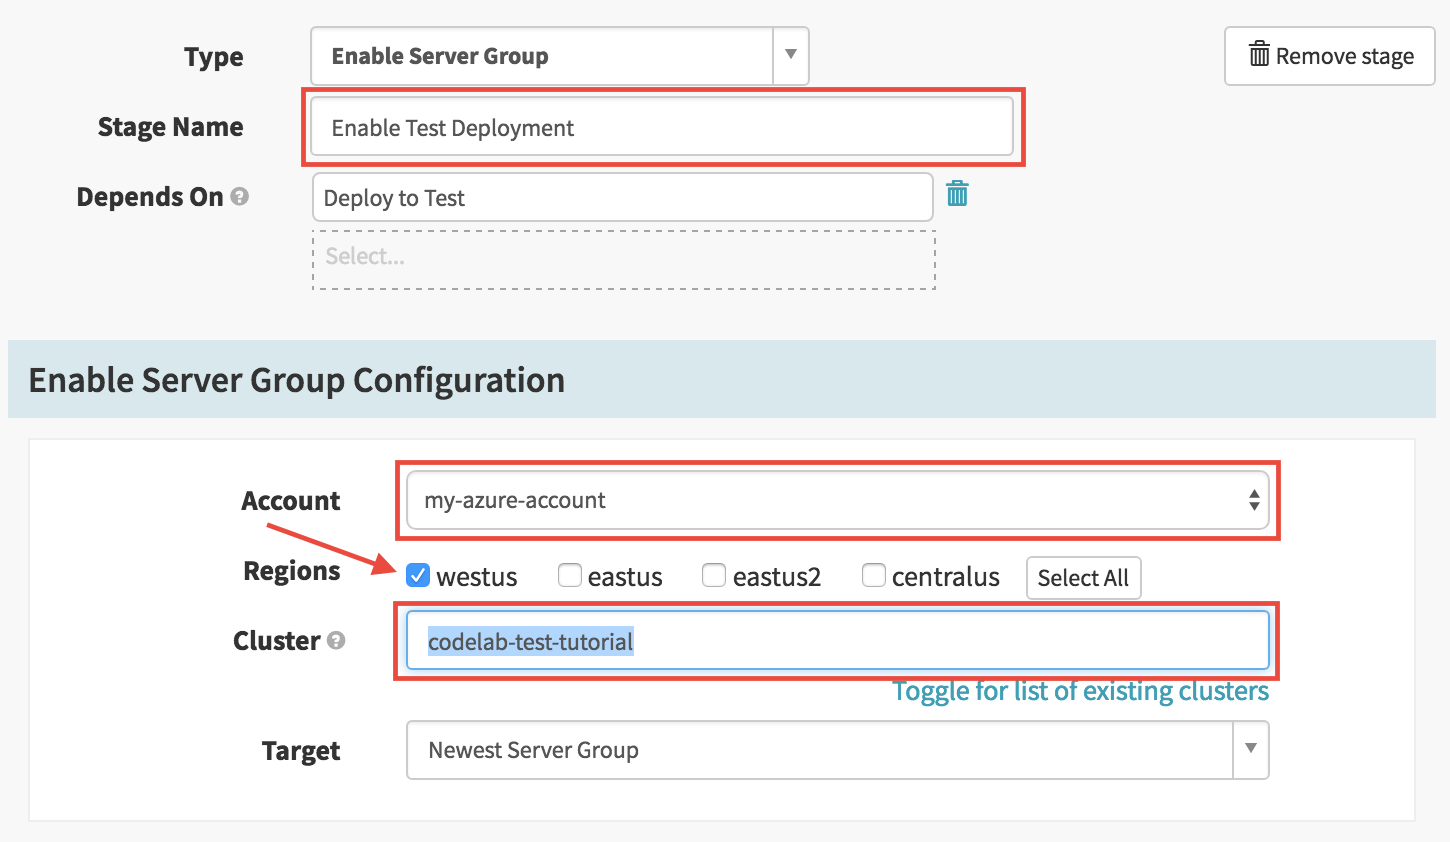 Type Enable Server Group Remove stage
Stage Name Enable Test Deployment
Depends On ? Deploy to Test
Select...
Enable Server Group Configuration
Account my-azure-account
Regions westus eastus eastus2 centralus Select All
Cluster ? codelab-test-tutorial
Toggle for list of existing clusters
Target Newest Server Group